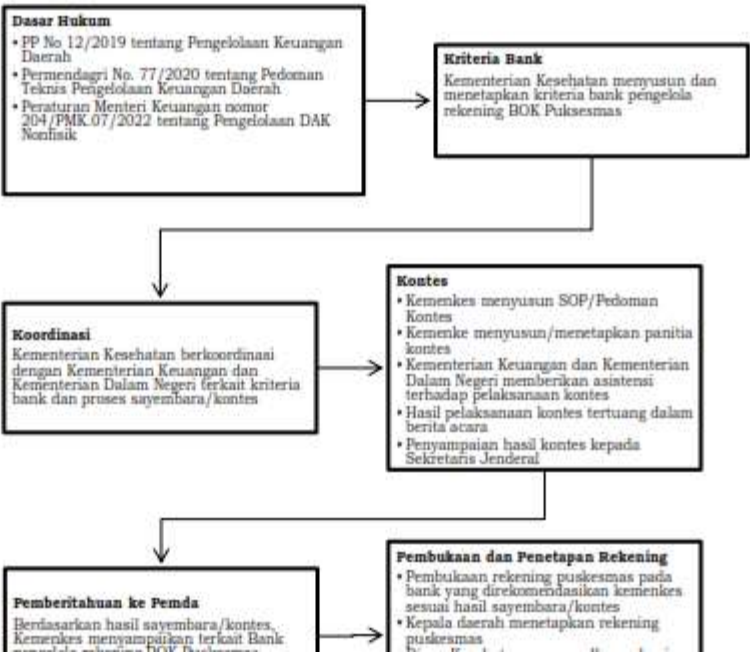 Dasar Hukum
• PP No 12/2019 tentang Pengelolaan Keuangan
Daerah
• Permendagri No. 77/2020 tentang Pedoman
Teknis Pengelolaan Keuangan Daerah
• Peraturan Menteri Keuangan nomor
204/PMK.07/2022 tentang Pengelolaan DAK
Nonfisik
Kriteria Bank
Kementerian Kesehatan menyusun dan
menetapkan kriteria bank pengelola
rekening BOK Puksesmas
Koordinasi
Kementerian Kesehatan berkoordinasi
dengan Kementerian Keuangan dan
Kementerian Dalam Negeri terkait kriteria
bank dan proses sayembara/kontes
Kontes
• Kemenkes menyusun SOP/Pedoman
Kontes
• Kemenke menyusun/menetapkan panitia
kontes
• Kementerian Keuangan dan Kementerian
Dalam Negeri memberikan asistensi
terhadap pelaksanaan kontes
• Hasil pelaksanaan kontes tertuang dalam
berita acara
• Penyampaian hasil kontes kepada
Sekretaris Jenderal
Pemberitahuan ke Pemda
Berdasarkan hasil sayembara/kontes,
Kemenkes menyampaikan terkait Bank
pengelola rekening BOK Puskesmas
Pembukaan dan Penetapan Rekening
• Pembukaan rekening puskesmas pada
bank yang direkomendasikan kemenkes
sesuai hasil sayembara/kontes
• Kepala daerah menetapkan rekening
puskesmas